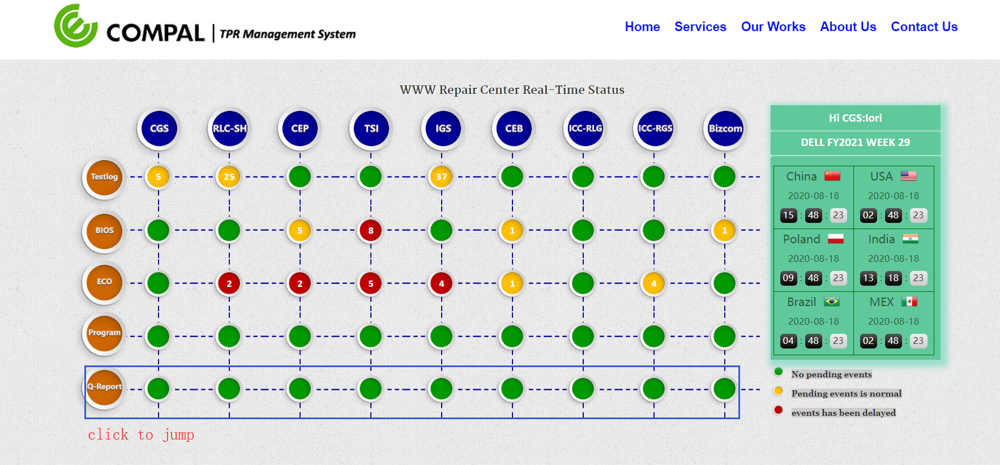 COMPAL | TPR Management System
Home Services Our Works About Us Contact Us
WWW Repair Center Real-Time Status
CGS RLC-SH CEP TSI IGS CEB ICC-RLG ICC-RGS Bizcom
Testlog 5 25 37
BIOS 5 8 1 1
ECO 2 2 5 4 1 4
Program
Q-Report
click to jump
Hi CGS:Iori
DELL FY2021 WEEK 29
China USA
2020-08-18 2020-08-18
15 : 48 : 23 02 : 48 : 23
Poland India
2020-08-18 2020-08-18
09 : 48 : 23 13 : 18 : 23
Brazil MEX
2020-08-18 2020-08-18
04 : 48 : 23 02 : 48 : 23
No pending events
Pending events is normal
events has been delayed